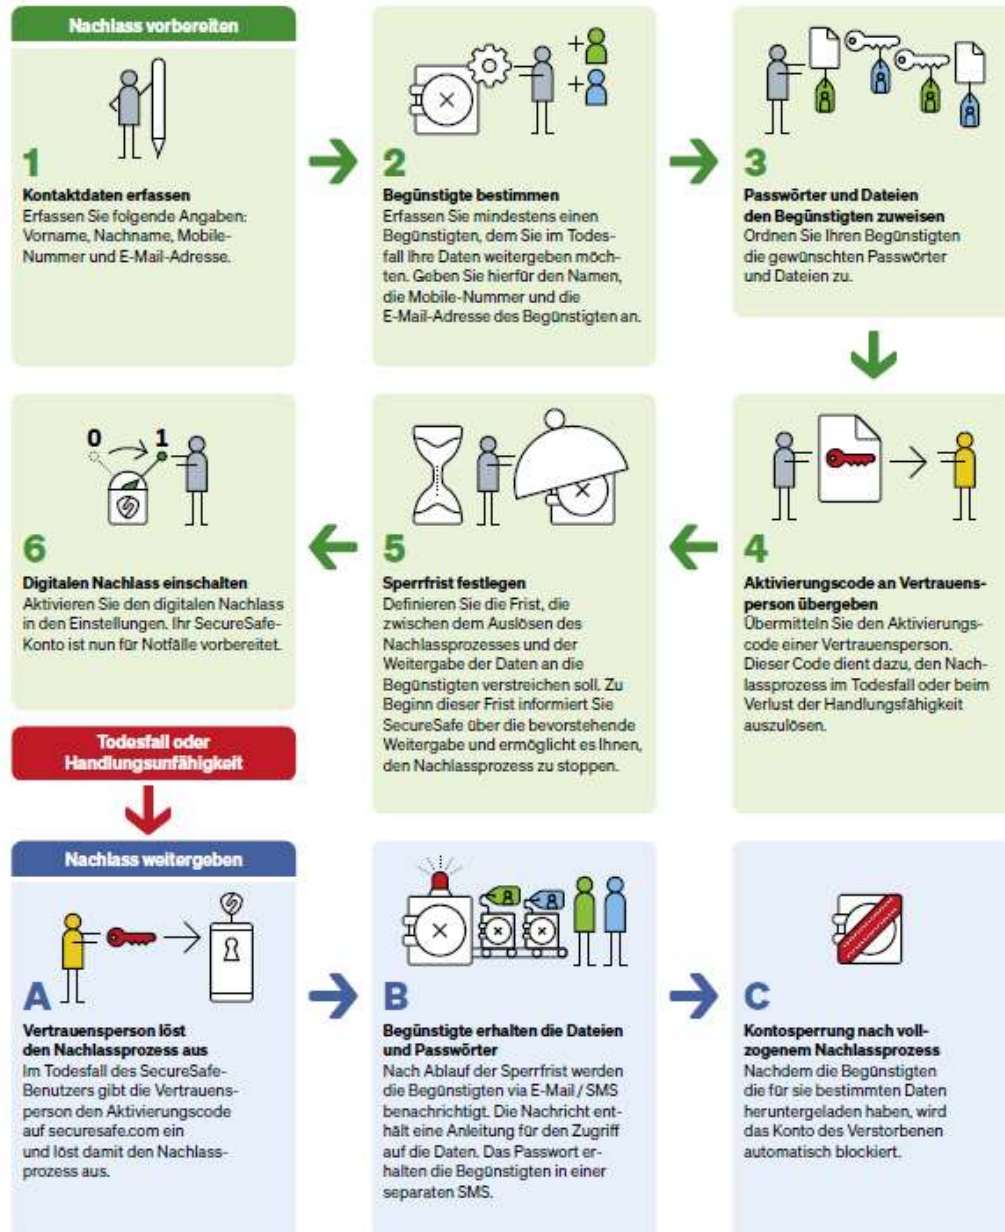 Nachlass vorbereiten
1
Kontaktdaten erfassen
Erfassen Sie folgende Angaben:
Vorname, Nachname, Mobile-
Nummer und E-Mail-Adresse.
2
Begünstigte bestimmen
Erfassen Sie mindestens einen
Begünstigten, dem Sie im Todes-
fall Ihre Daten weitergeben möch-
ten. Geben Sie hierfür den Namen,
die Mobile-Nummer und die
E-Mail-Adresse des Begünstigten an.
3
Passwörter und Dateien
den Begünstigten zuweisen
Ordnen Sie Ihren Begünstigten
die gewünschten Passwörter
und Dateien zu.
4
Aktivierungscode an Vertrauens-
person übergeben
Übermitteln Sie den Aktivierungs-
code einer Vertrauensperson.
Dieser Code dient dazu, den Nach-
lassprozess im Todesfall oder beim
Verlust der Handlungsfähigkeit
auszulösen.
5
Sperrfrist festlegen
Definieren Sie die Frist, die
zwischen dem Auslösen des
Nachlassprozesses und der
Weitergabe der Daten an die
Begünstigten verstreichen soll. Zu
Beginn dieser Frist informiert Sie
SecureSafe über die bevorstehende
Weitergabe und ermöglicht es Ihnen,
den Nachlassprozess zu stoppen.
0 1
6
Digitalen Nachlass einschalten
Aktivieren Sie den digitalen Nachlass
in den Einstellungen. Ihr SecureSafe-
Konto ist nun für Notfälle vorbereitet.
Todesfall oder
Handlungsunfähigkeit
Nachlass weitergeben
A
Vertrauensperson löst
den Nachlassprozess aus
Im Todesfall des SecureSafe-
Benutzers gibt die Vertrauens-
person den Aktivierungscode
auf securesafe.com ein
und löst damit den Nachlass-
prozess aus.
B
Begünstigte erhalten die Dateien
und Passwörter
Nach Ablauf der Sperrfrist werden
die Begünstigten via E-Mail / SMS
benachrichtigt. Die Nachricht ent-
hält eine Anleitung für den Zugriff
auf die Daten. Das Passwort er-
halten die Begünstigten in einer
separaten SMS.
C
Kontosperrung nach voll-
zogenem Nachlassprozess
Nachdem die Begünstigten
die für sie bestimmten Daten
heruntergeladen haben, wird
das Konto des Verstorbenen
automatisch blockiert.